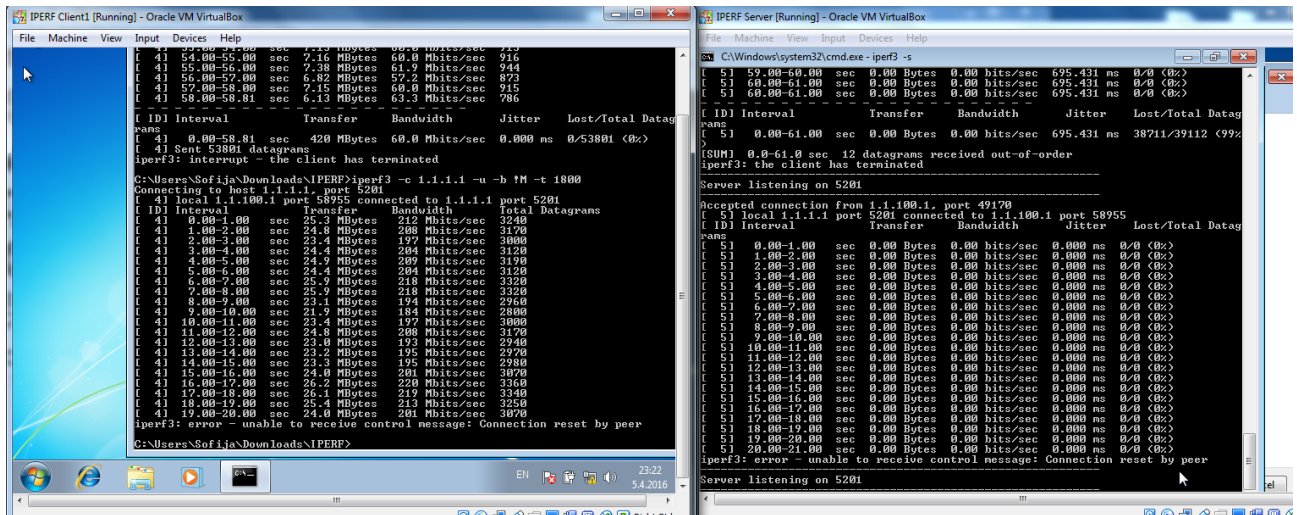 IPERF Client1 [Running] - Oracle VM VirtualBox
File Machine View Input Devices Help
[ 4] 54.00-55.00 sec 7.16 MBytes 60.0 Mbits/sec 916
[ 4] 55.00-56.00 sec 7.38 MBytes 61.9 Mbits/sec 944
[ 4] 56.00-57.00 sec 6.82 MBytes 57.2 Mbits/sec 873
[ 4] 57.00-58.00 sec 7.15 MBytes 60.0 Mbits/sec 915
[ 4] 58.00-58.81 sec 6.13 MBytes 63.3 Mbits/sec 786
- - - - - - - - - - - - - - - - - - - - - - - - -
[ ID] Interval Transfer Bandwidth Jitter Lost/Total Datag
rams
[ 4] 0.00-58.81 sec 420 MBytes 60.0 Mbits/sec 0.000 ms 0/53801 (0%)
[ 4] Sent 53801 datagrams
iperf3: interrupt - the client has terminated
C:\Users\Sofija\Downloads\IPERF>iperf3 -c 1.1.1.1 -u -b !M -t 1800
Connecting to host 1.1.1.1, port 5201
[ 4] local 1.1.100.1 port 58955 connected to 1.1.1.1 port 5201
[ ID] Interval Transfer Bandwidth Total Datagrams
[ 4] 0.00-1.00 sec 25.3 MBytes 212 Mbits/sec 3240
[ 4] 1.00-2.00 sec 24.8 MBytes 208 Mbits/sec 3170
[ 4] 2.00-3.00 sec 23.4 MBytes 197 Mbits/sec 3000
[ 4] 3.00-4.00 sec 24.4 MBytes 204 Mbits/sec 3120
[ 4] 4.00-5.00 sec 24.9 MBytes 209 Mbits/sec 3190
[ 4] 5.00-6.00 sec 24.4 MBytes 204 Mbits/sec 3120
[ 4] 6.00-7.00 sec 25.9 MBytes 218 Mbits/sec 3320
[ 4] 7.00-8.00 sec 25.9 MBytes 218 Mbits/sec 3320
[ 4] 8.00-9.00 sec 23.1 MBytes 194 Mbits/sec 2960
[ 4] 9.00-10.00 sec 21.9 MBytes 184 Mbits/sec 2800
[ 4] 10.00-11.00 sec 23.4 MBytes 197 Mbits/sec 3000
[ 4] 11.00-12.00 sec 24.8 MBytes 208 Mbits/sec 3170
[ 4] 12.00-13.00 sec 23.0 MBytes 193 Mbits/sec 2940
[ 4] 13.00-14.00 sec 23.2 MBytes 195 Mbits/sec 2970
[ 4] 14.00-15.00 sec 23.3 MBytes 195 Mbits/sec 2980
[ 4] 15.00-16.00 sec 24.0 MBytes 201 Mbits/sec 3070
[ 4] 16.00-17.00 sec 26.2 MBytes 220 Mbits/sec 3360
[ 4] 17.00-18.00 sec 26.1 MBytes 219 Mbits/sec 3340
[ 4] 18.00-19.00 sec 25.4 MBytes 213 Mbits/sec 3250
[ 4] 19.00-20.00 sec 24.0 MBytes 201 Mbits/sec 3070
iperf3: error - unable to receive control message: Connection reset by peer
C:\Users\Sofija\Downloads\IPERF>
EN 23:22
5.4.2016
IPERF Server [Running] - Oracle VM VirtualBox
File Machine View Input Devices Help
C:\Windows\system32\cmd.exe - iperf3 -s
[ 5] 59.00-60.00 sec 0.00 Bytes 0.00 bits/sec 695.431 ms 0/0 (0%)
[ 5] 60.00-61.00 sec 0.00 Bytes 0.00 bits/sec 695.431 ms 0/0 (0%)
[ 5] 60.00-61.00 sec 0.00 Bytes 0.00 bits/sec 695.431 ms 0/0 (0%)
- - - - - - - - - - - - - - - - - - - - - - - - -
[ ID] Interval Transfer Bandwidth Jitter Lost/Total Datag
rams
[ 5] 0.00-61.00 sec 0.00 Bytes 0.00 bits/sec 695.431 ms 38711/39112 (99%
)
[SUM] 0.0-61.0 sec 12 datagrams received out-of-order
iperf3: the client has terminated
-----------------------------------------------------------
Server listening on 5201
-----------------------------------------------------------
Accepted connection from 1.1.100.1, port 49170
[ 5] local 1.1.1.1 port 5201 connected to 1.1.100.1 port 58955
[ ID] Interval Transfer Bandwidth Jitter Lost/Total Datag
rams
[ 5] 0.00-1.00 sec 0.00 Bytes 0.00 bits/sec 0.000 ms 0/0 (0%)
[ 5] 1.00-2.00 sec 0.00 Bytes 0.00 bits/sec 0.000 ms 0/0 (0%)
[ 5] 2.00-3.00 sec 0.00 Bytes 0.00 bits/sec 0.000 ms 0/0 (0%)
[ 5] 3.00-4.00 sec 0.00 Bytes 0.00 bits/sec 0.000 ms 0/0 (0%)
[ 5] 4.00-5.00 sec 0.00 Bytes 0.00 bits/sec 0.000 ms 0/0 (0%)
[ 5] 5.00-6.00 sec 0.00 Bytes 0.00 bits/sec 0.000 ms 0/0 (0%)
[ 5] 6.00-7.00 sec 0.00 Bytes 0.00 bits/sec 0.000 ms 0/0 (0%)
[ 5] 7.00-8.00 sec 0.00 Bytes 0.00 bits/sec 0.000 ms 0/0 (0%)
[ 5] 8.00-9.00 sec 0.00 Bytes 0.00 bits/sec 0.000 ms 0/0 (0%)
[ 5] 9.00-10.00 sec 0.00 Bytes 0.00 bits/sec 0.000 ms 0/0 (0%)
[ 5] 10.00-11.00 sec 0.00 Bytes 0.00 bits/sec 0.000 ms 0/0 (0%)
[ 5] 11.00-12.00 sec 0.00 Bytes 0.00 bits/sec 0.000 ms 0/0 (0%)
[ 5] 12.00-13.00 sec 0.00 Bytes 0.00 bits/sec 0.000 ms 0/0 (0%)
[ 5] 13.00-14.00 sec 0.00 Bytes 0.00 bits/sec 0.000 ms 0/0 (0%)
[ 5] 14.00-15.00 sec 0.00 Bytes 0.00 bits/sec 0.000 ms 0/0 (0%)
[ 5] 15.00-16.00 sec 0.00 Bytes 0.00 bits/sec 0.000 ms 0/0 (0%)
[ 5] 16.00-17.00 sec 0.00 Bytes 0.00 bits/sec 0.000 ms 0/0 (0%)
[ 5] 17.00-18.00 sec 0.00 Bytes 0.00 bits/sec 0.000 ms 0/0 (0%)
[ 5] 18.00-19.00 sec 0.00 Bytes 0.00 bits/sec 0.000 ms 0/0 (0%)
[ 5] 19.00-20.00 sec 0.00 Bytes 0.00 bits/sec 0.000 ms 0/0 (0%)
[ 5] 20.00-21.00 sec 0.00 Bytes 0.00 bits/sec 0.000 ms 0/0 (0%)
iperf3: error - unable to receive control message: Connection reset by peer
-----------------------------------------------------------
Server listening on 5201
-----------------------------------------------------------